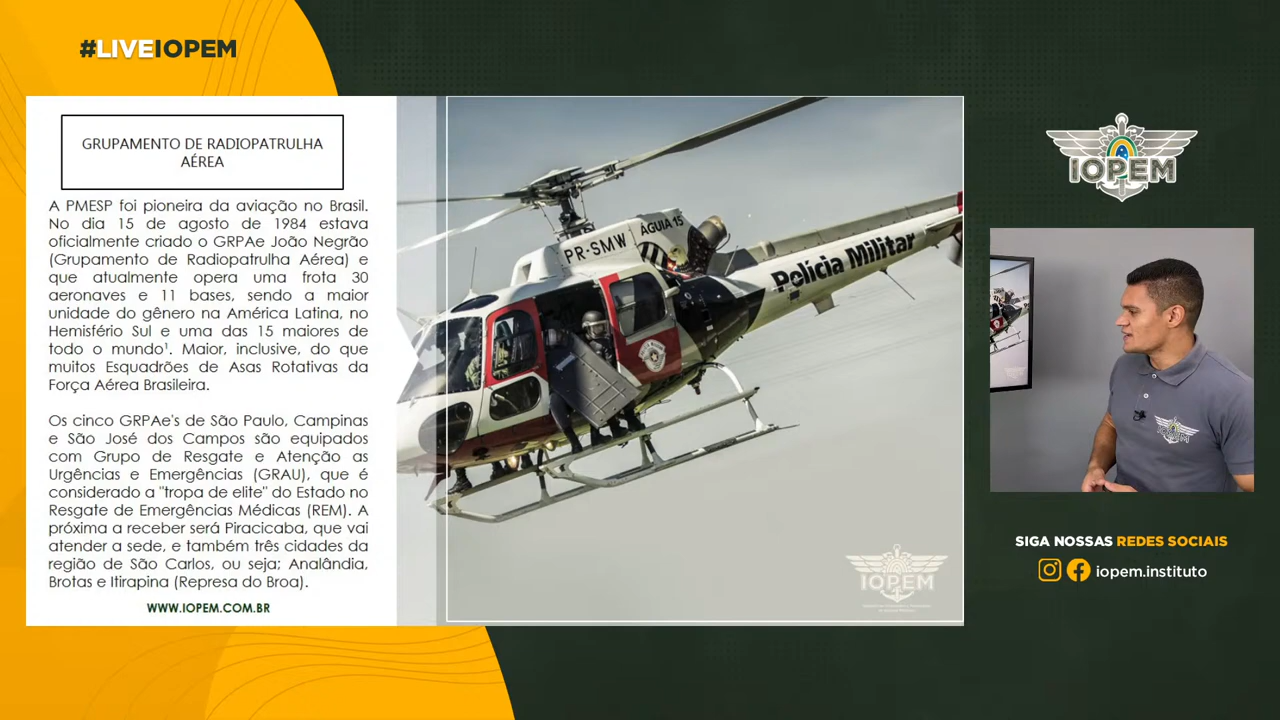 #LIVEIOPEM
GRUPAMENTO DE RADIOPATRULHA
AÉREA
A PMESP foi pioneira da aviação no Brasil.
No dia 15 de agosto de 1984 estava
oficialmente criado o GRPAe João Negrão
(Grupamento de Radiopatrulha Aérea) e
que atualmente opera uma frota 30
aeronaves e 11 bases, sendo a maior
unidade do gênero na América Latina, no
Hemisfério Sul e uma das 15 maiores de
todo o mundo¹. Maior, inclusive, do que
muitos Esquadrões de Asas Rotativas da
Força Aérea Brasileira.
Os cinco GRPAe's de São Paulo, Campinas
e São José dos Campos são equipados
com Grupo de Resgate e Atenção as
Urgências e Emergências (GRAU), que é
considerado a "tropa de elite" do Estado no
Resgate de Emergências Médicas (REM). A
próxima a receber será Piracicaba, que vai
atender a sede, e também três cidades da
região de São Carlos, ou seja; Analândia,
Brotas e Itirapina (Represa do Broa).
WWW.IOPEM.COM.BR
PR-SMW
ÁGUIA 15
Polícia Militar
IOPEM
IOPEM
IOPEM
SIGA NOSSAS REDES SOCIAIS
iopem.instituto